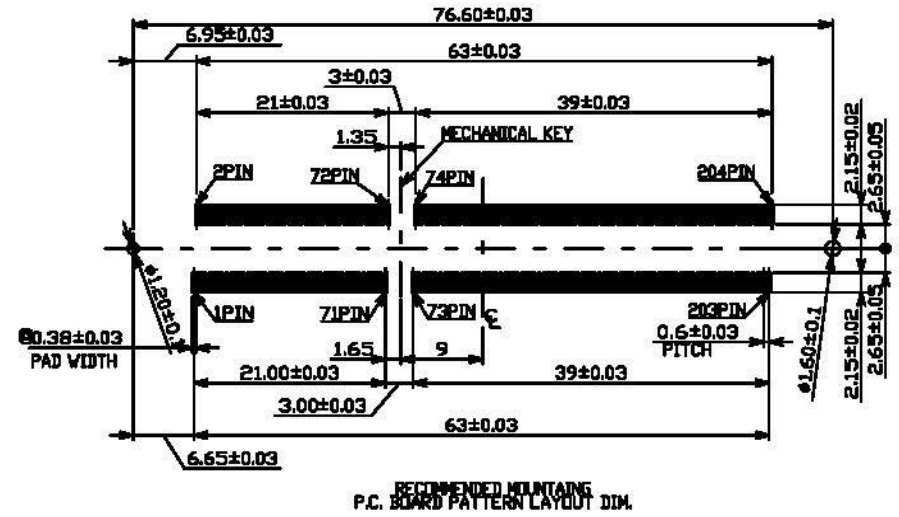 76.60±0.03
6.95±0.03
63±0.03
3±0.03
21±0.03
39±0.03
1.35
MECHANICAL KEY
2PIN
72PIN
74PIN
204PIN
2.15±0.02
2.65±0.05
1PIN
71PIN
73PIN
203PIN
0.38±0.03
PAD WIDTH
1.65
9
0.6±0.03
PITCH
ø1.60±0.1
2.15±0.02
2.65±0.05
21.00±0.03
39±0.03
3.00±0.03
63±0.03
6.65±0.03
RECOMMENDED MOUNTAING
P.C. BOARD PATTERN LAYOUT DIM.